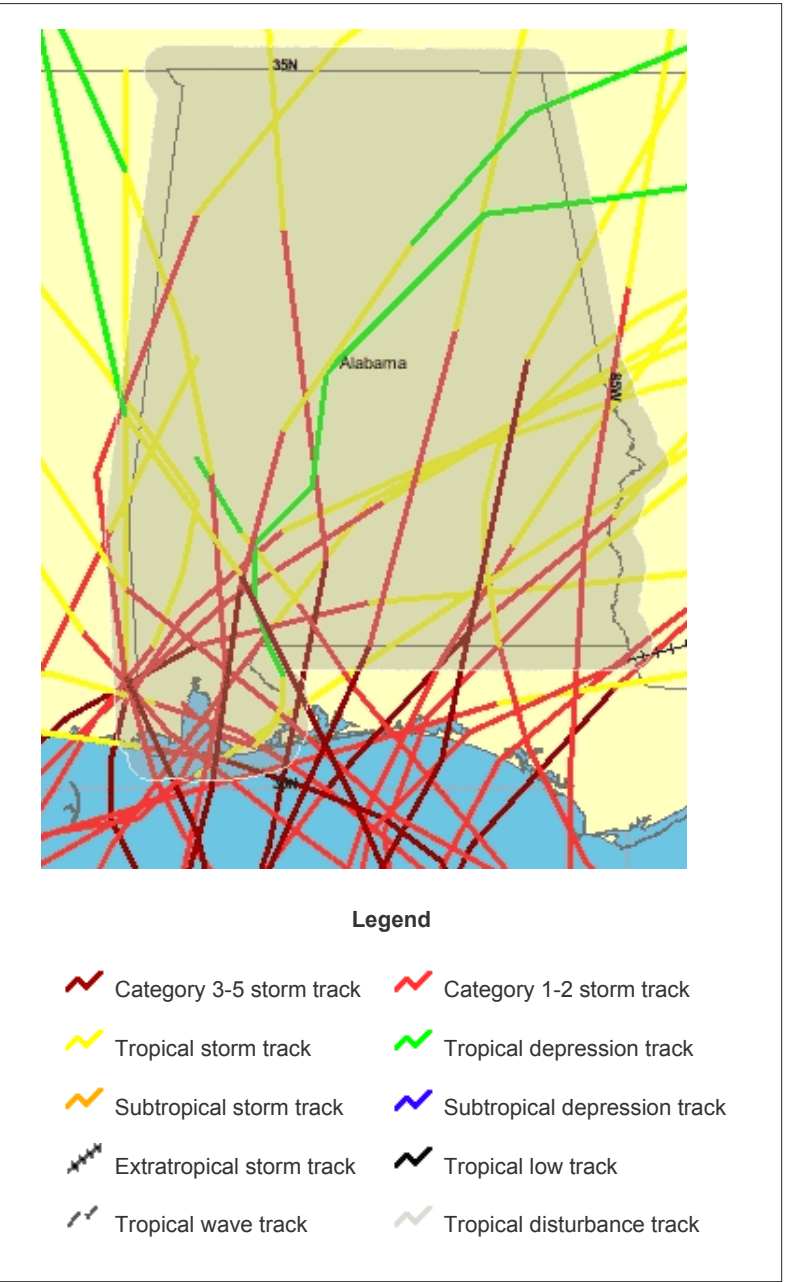 35N
Alabama
85W
30N
Legend
Category 3-5 storm track
Category 1-2 storm track
Tropical storm track
Tropical depression track
Subtropical storm track
Subtropical depression track
Extratropical storm track
Tropical low track
Tropical wave track
Tropical disturbance track